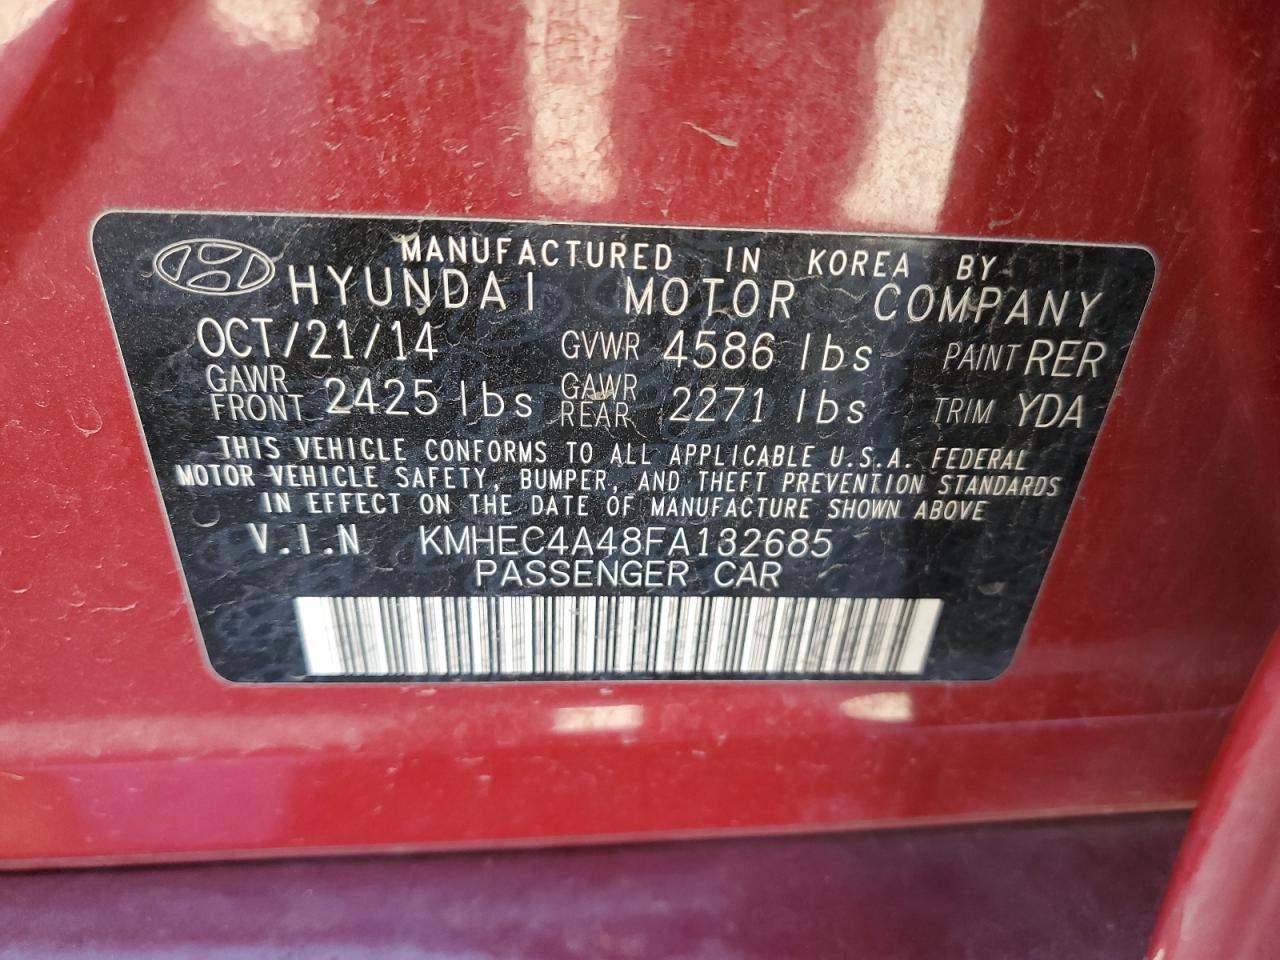 MANUFACTURED IN KOREA BY
HYUNDAI MOTOR COMPANY
OCT/21/14 GVWR 4586 lbs PAINT RER
GAWR FRONT 2425 lbs GAWR REAR 2271 lbs TRIM YDA
THIS VEHICLE CONFORMS TO ALL APPLICABLE U.S.A. FEDERAL
MOTOR VEHICLE SAFETY, BUMPER, AND THEFT PREVENTION STANDARDS
IN EFFECT ON THE DATE OF MANUFACTURE SHOWN ABOVE
V.I.N KMHEC4A48FA132685
PASSENGER CAR